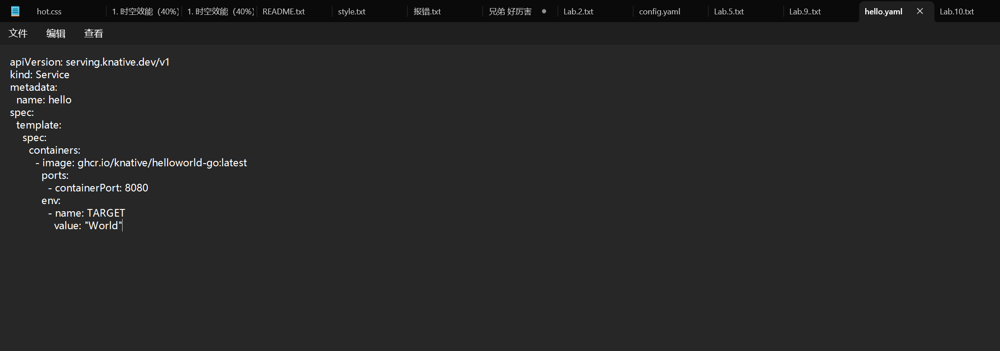 hot.css
1. 时空效能（40%）
1. 时空效能（40%）
README.txt
style.txt
报错.txt
兄弟 好厉害
Lab.2.txt
config.yaml
Lab.5.txt
Lab.9..txt
hello.yaml
Lab.10.txt
文件 编辑 查看
apiVersion: serving.knative.dev/v1
kind: Service
metadata:
  name: hello
spec:
  template:
    spec:
      containers:
        - image: ghcr.io/knative/helloworld-go:latest
          ports:
            - containerPort: 8080
          env:
            - name: TARGET
              value: "World"